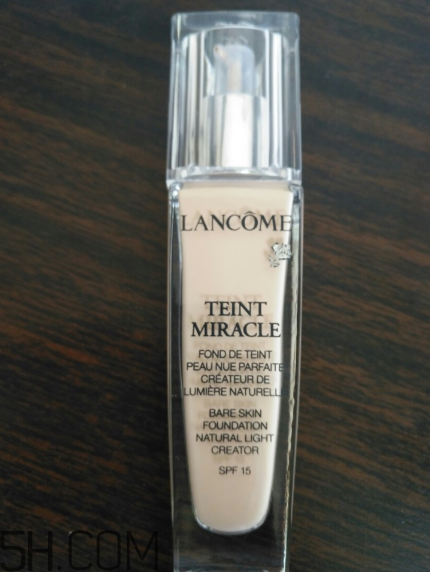 LANCÔME
TEINT
MIRACLE
FOND DE TEINT
PEAU NUE PARFAITE
CRÉATEUR DE
LUMIÈRE NATURELLE
BARE SKIN
FOUNDATION
NATURAL LIGHT
CREATOR
SPF 15
5H.COM